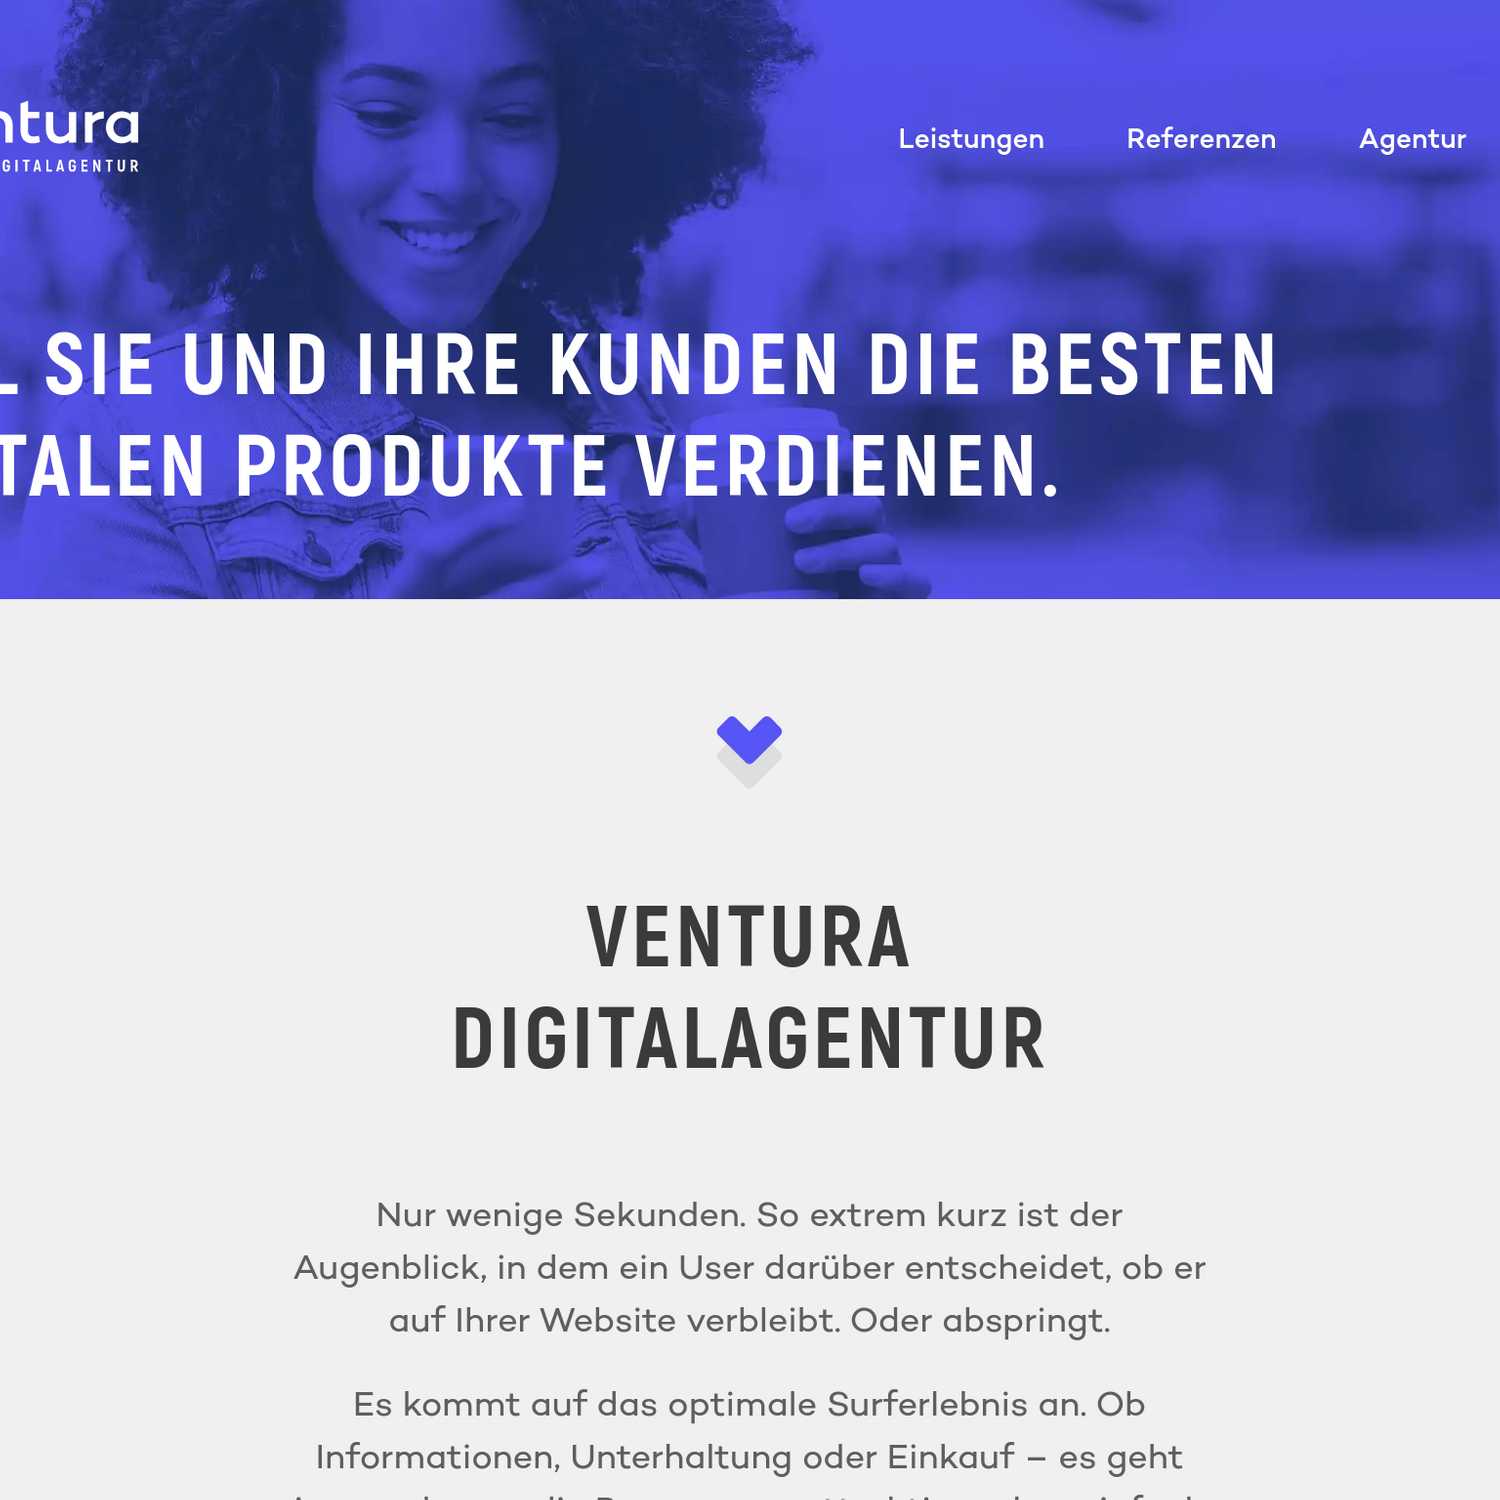 ntura
GITALAGENTUR
Leistungen
Referenzen
Agentur
L SIE UND IHRE KUNDEN DIE BESTEN
TALEN PRODUKTE VERDIENEN.
VENTURA
DIGITALAGENTUR
Nur wenige Sekunden. So extrem kurz ist der
Augenblick, in dem ein User darüber entscheidet, ob er
auf Ihrer Website verbleibt. Oder abspringt.
Es kommt auf das optimale Surferlebnis an. Ob
Informationen, Unterhaltung oder Einkauf – es geht